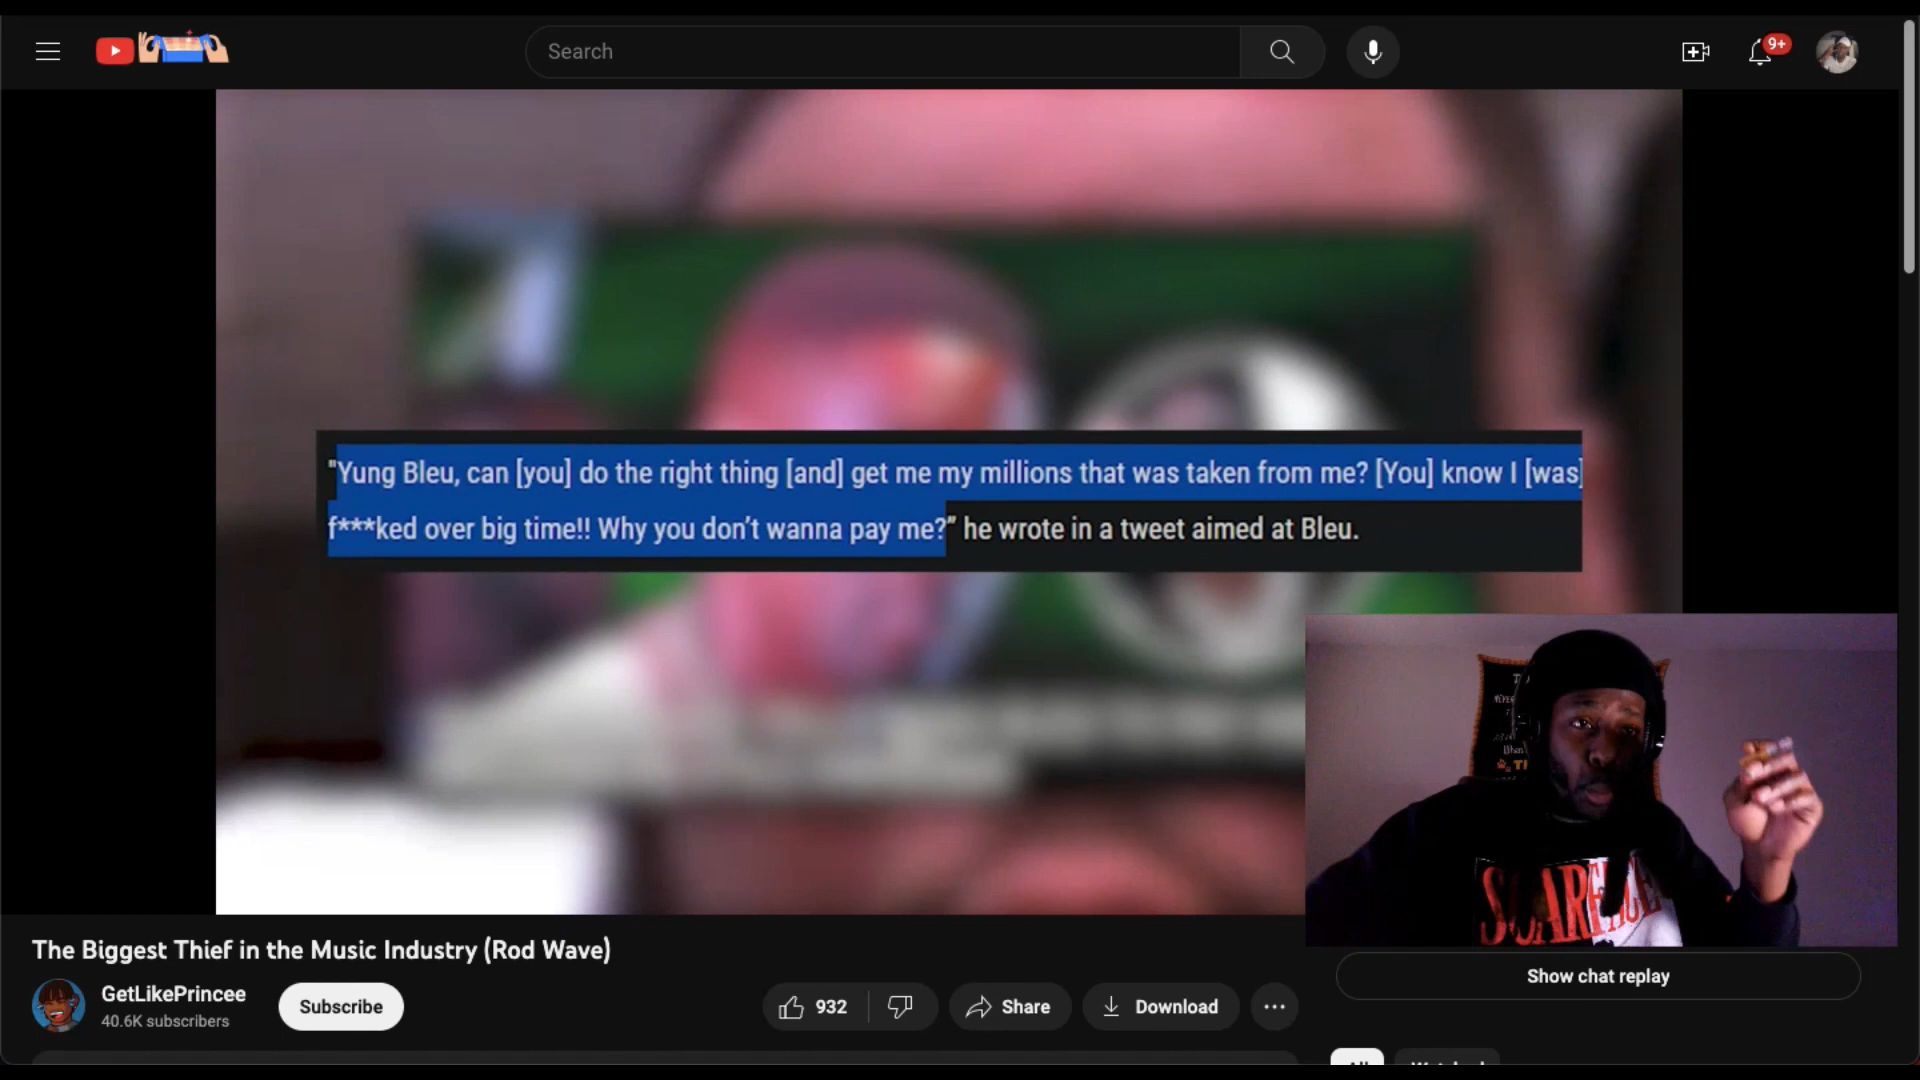 Search
9+
"Yung Bleu, can [you] do the right thing [and] get me my millions that was taken from me? [You] know I [was]
f***ked over big time!! Why you don’t wanna pay me?” he wrote in a tweet aimed at Bleu.
SCARFACE
The Biggest Thief in the Music Industry (Rod Wave)
GetLikePrincee
40.6K subscribers
Subscribe
932
Share
Download
Show chat replay